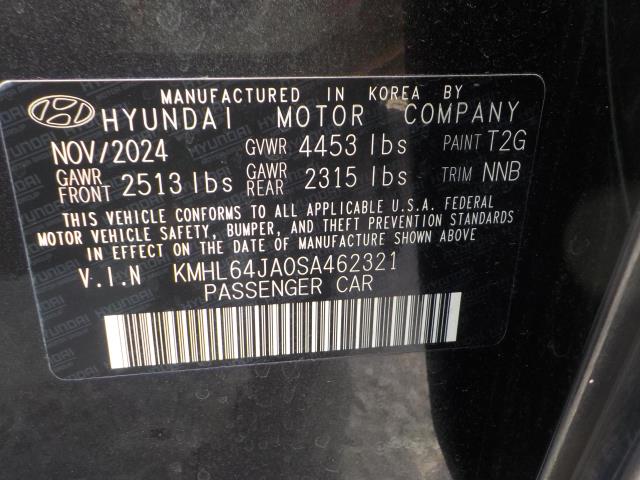 MANUFACTURED IN KOREA BY
HYUNDAI MOTOR COMPANY
NOV/2024 GVWR 4453 lbs PAINT T2G
GAWR FRONT 2513 lbs GAWR REAR 2315 lbs TRIM NNB
THIS VEHICLE CONFORMS TO ALL APPLICABLE U.S.A. FEDERAL
MOTOR VEHICLE SAFETY, BUMPER, AND THEFT PREVENTION STANDARDS
IN EFFECT ON THE DATE OF MANUFACTURE SHOWN ABOVE.
V.I.N KMHL64JA0SA462321
PASSENGER CAR